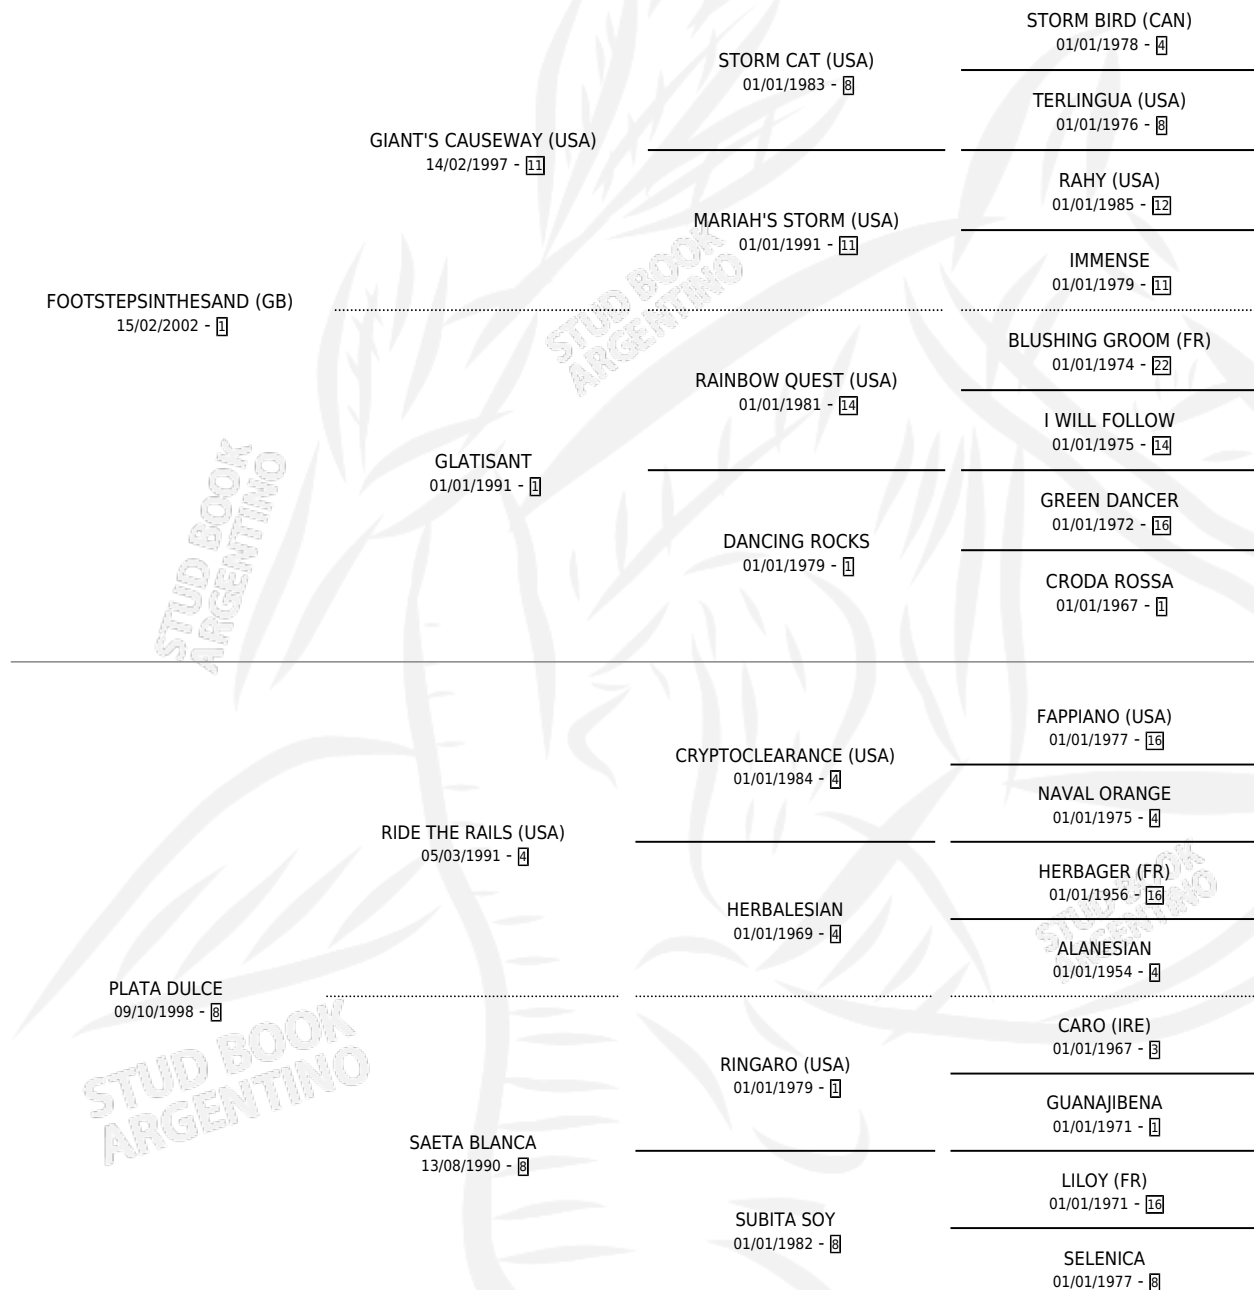 STORM BIRD (CAN)
01/01/1978 - 4
STORM CAT (USA)
01/01/1983 - 8
TERLINGUA (USA)
01/01/1976 - 8
GIANT'S CAUSEWAY (USA)
14/02/1997 - 11
RAHY (USA)
01/01/1985 - 12
MARIAH'S STORM (USA)
01/01/1991 - 11
IMMENSE
01/01/1979 - 11
FOOTSTEPSINTHESAND (GB)
15/02/2002 - 1
BLUSHING GROOM (FR)
01/01/1974 - 22
RAINBOW QUEST (USA)
01/01/1981 - 14
I WILL FOLLOW
01/01/1975 - 14
GLATISANT
01/01/1991 - 1
GREEN DANCER
01/01/1972 - 16
DANCING ROCKS
01/01/1979 - 1
CRODA ROSSA
01/01/1967 - 1
FAPPIANO (USA)
01/01/1977 - 16
CRYPTOCLEARANCE (USA)
01/01/1984 - 4
NAVAL ORANGE
01/01/1975 - 4
RIDE THE RAILS (USA)
05/03/1991 - 4
HERBAGER (FR)
01/01/1956 - 16
HERBALESIAN
01/01/1969 - 4
ALANESIAN
01/01/1954 - 4
PLATA DULCE
09/10/1998 - 8
CARO (IRE)
01/01/1967 - 3
RINGARO (USA)
01/01/1979 - 1
GUANAJIBENA
01/01/1971 - 1
SAETA BLANCA
13/08/1990 - 8
LILOY (FR)
01/01/1971 - 16
SUBITA SOY
01/01/1982 - 8
SELENICA
01/01/1977 - 8
STUD BOOK
ARGENTINO
STUD BOOK
ARGENTINO
STUD BOOK
ARGENTINO
STUD BOOK
ARGENTINO